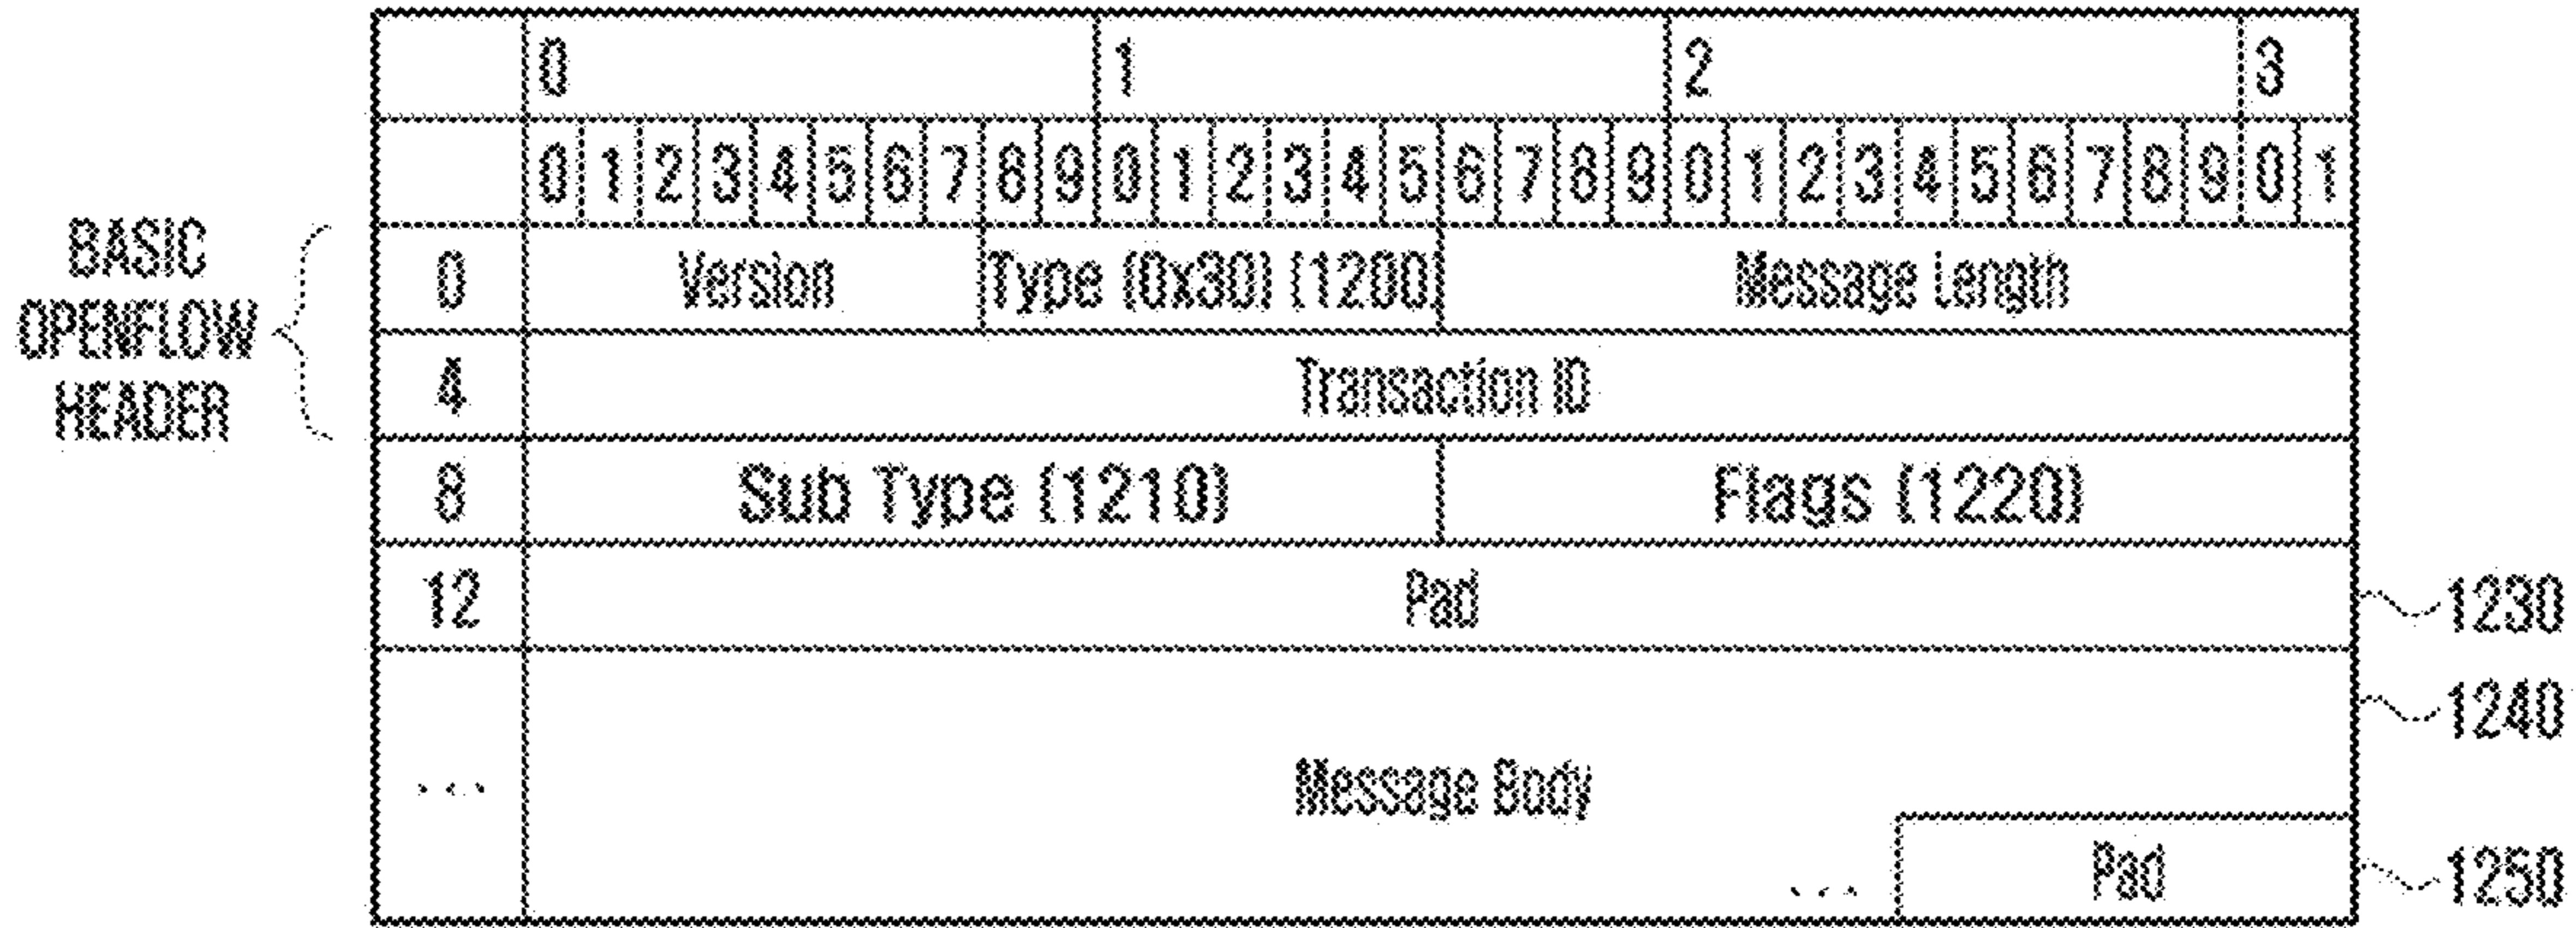 0 1 2 3
0 1 2 3 4 5 6 7 8 9 0 1 2 3 4 5 6 7 8 9 0 1 2 3 4 5 6 7 8 9 0 1
BASIC
OPENFLOW
HEADER
0 Version Type (0x30) (1200) Message Length
4 Transaction ID
8 Sub Type (1210) Flags (1220)
12 Pad 1230
1240
... Message Body
... Pad 1250